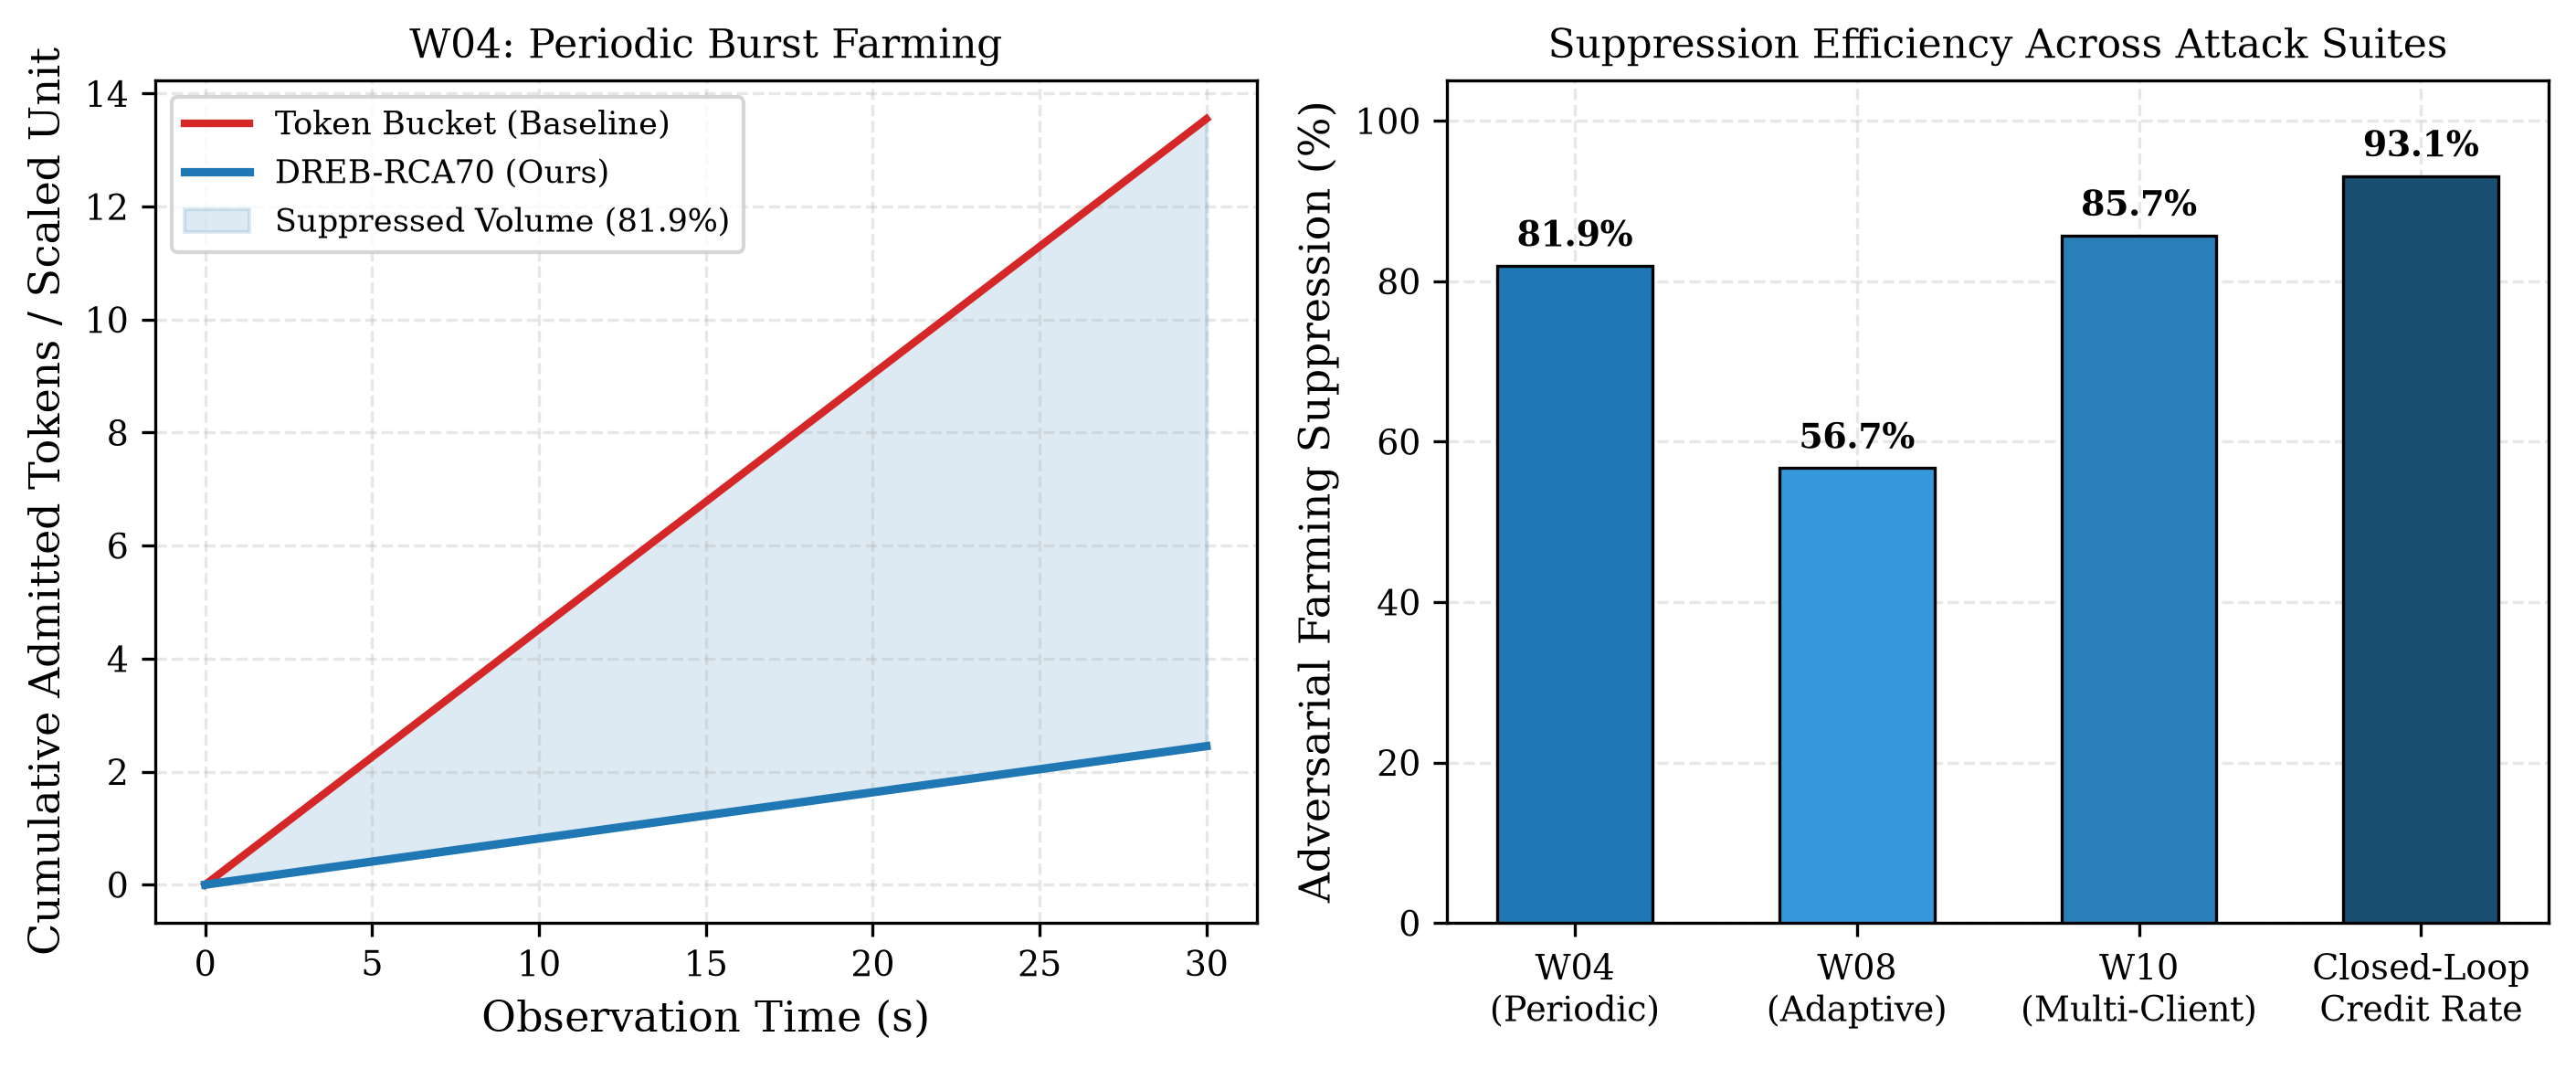 W04: Periodic Burst Farming
Cumulative Admitted Tokens / Scaled Unit
14
12
10
8
6
4
2
0
Token Bucket (Baseline)
DREB-RCA70 (Ours)
Suppressed Volume (81.9%)
0 5 10 15 20 25 30
Observation Time (s)
Suppression Efficiency Across Attack Suites
Adversarial Farming Suppression (%)
100
80
60
40
20
0
81.9%
56.7%
85.7%
93.1%
W04
(Periodic)
W08
(Adaptive)
W10
(Multi-Client)
Closed-Loop
Credit Rate